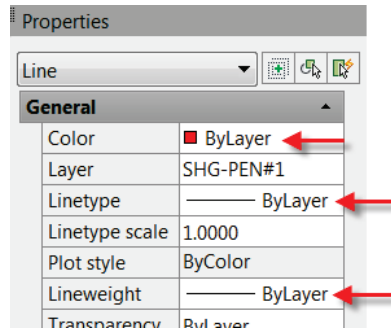 Properties
Line
General
Color ByLayer
Layer SHG-PEN#1
Linetype ByLayer
Linetype scale 1.0000
Plot style ByColor
Lineweight ByLayer
Transparency ByLayer